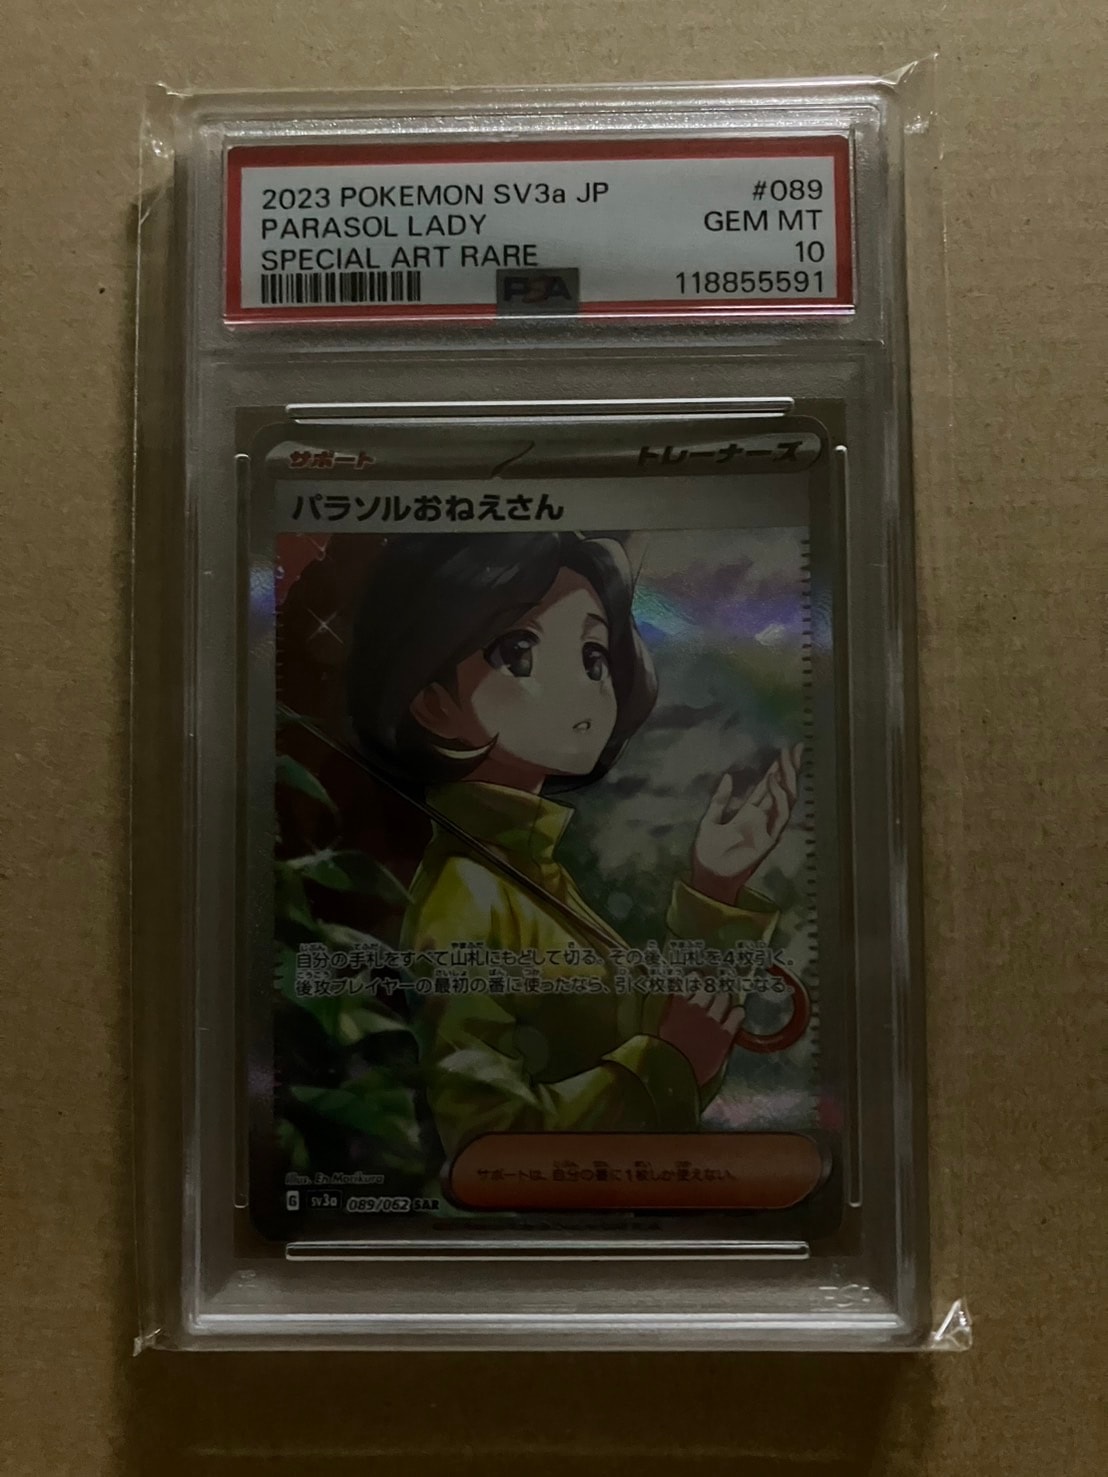 2023 POKEMON SV3a JP #089
PARASOL LADY GEM MT
SPECIAL ART RARE 10
PSA 118855591
サポート トレーナーズ
パラソルおねえさん
自分の手札をすべて山札にもどして切る。その後、山札を4枚引く。
後攻プレイヤーの最初の番に使ったなら、引く枚数は8枚になる。
サポートは、自分の番に1枚しか使えない。
illus. En Morikura
G SV3a 089/062 SAR